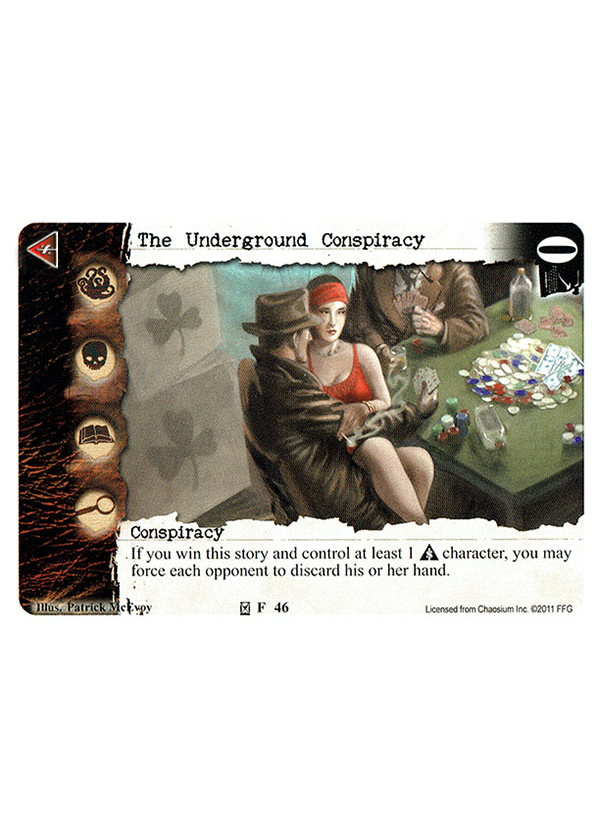 The Underground Conspiracy
0
Conspiracy
If you win this story and control at least 1 character, you may
force each opponent to discard his or her hand.
Illus. Patrick McEvoy
F 46
Licensed from Chaosium Inc. ©2011 FFG